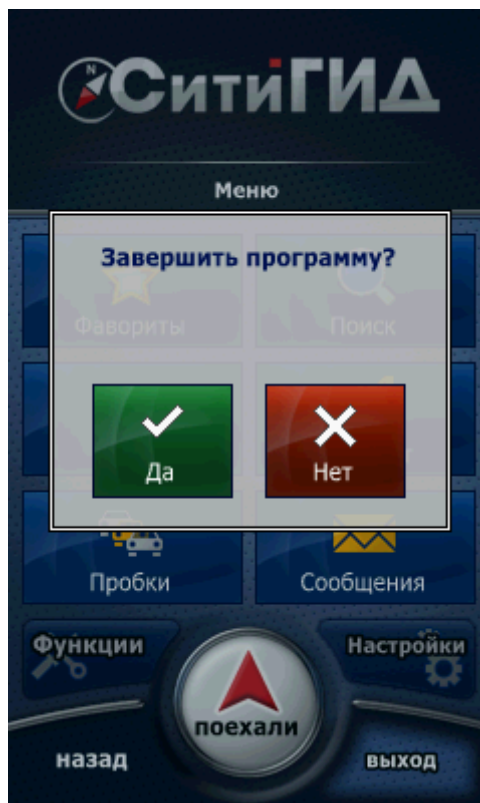 СитиГИД
Меню
Завершить программу?
Фавориты
Поиск
Да
Нет
Пробки
Сообщения
Функции
Настройки
поехали
назад
выход